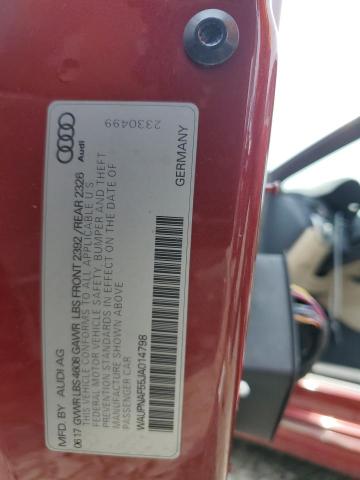 Audi
2330499
MFD. BY AUDI AG
GERMANY
0617 GVWR LBS 4608 GAWR LBS FRONT 2392 / REAR 2326
THIS VEHICLE CONFORMS TO ALL APPLICABLE U S
FEDERAL MOTOR VEHICLE SAFETY, BUMPER AND THEFT
PREVENTION STANDARDS IN EFFECT ON THE DATE OF
MANUFACTURE SHOWN ABOVE
PASSENGER CAR
WAUPNAF55JA014798